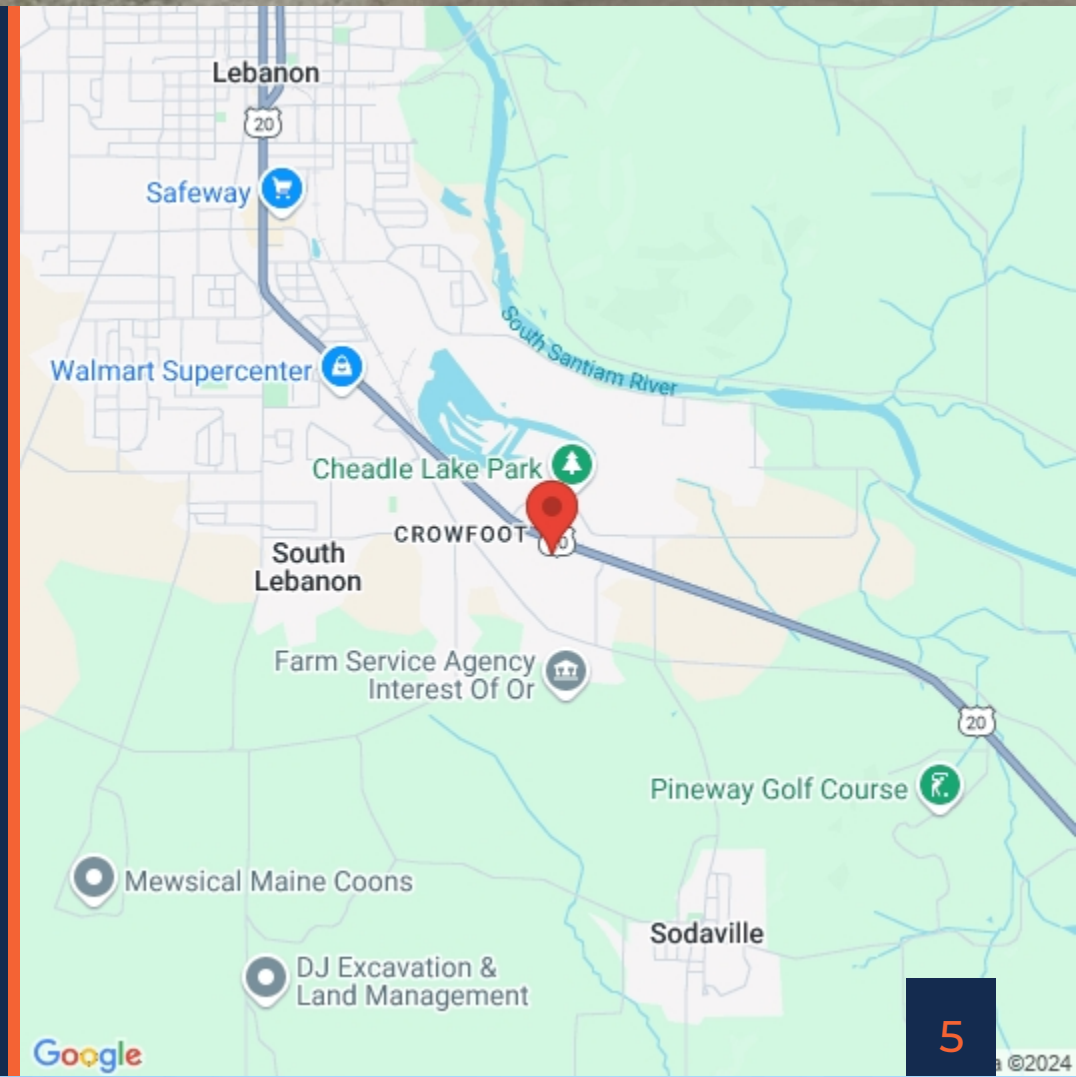 Lebanon
20
Safeway
South Santiam River
Walmart Supercenter
Cheadle Lake Park
CROWFOOT
South
Lebanon
Farm Service Agency
Interest Of Or
20
Pineway Golf Course
Mewsical Maine Coons
Sodaville
DJ Excavation &
Land Management
5
Google
©2024